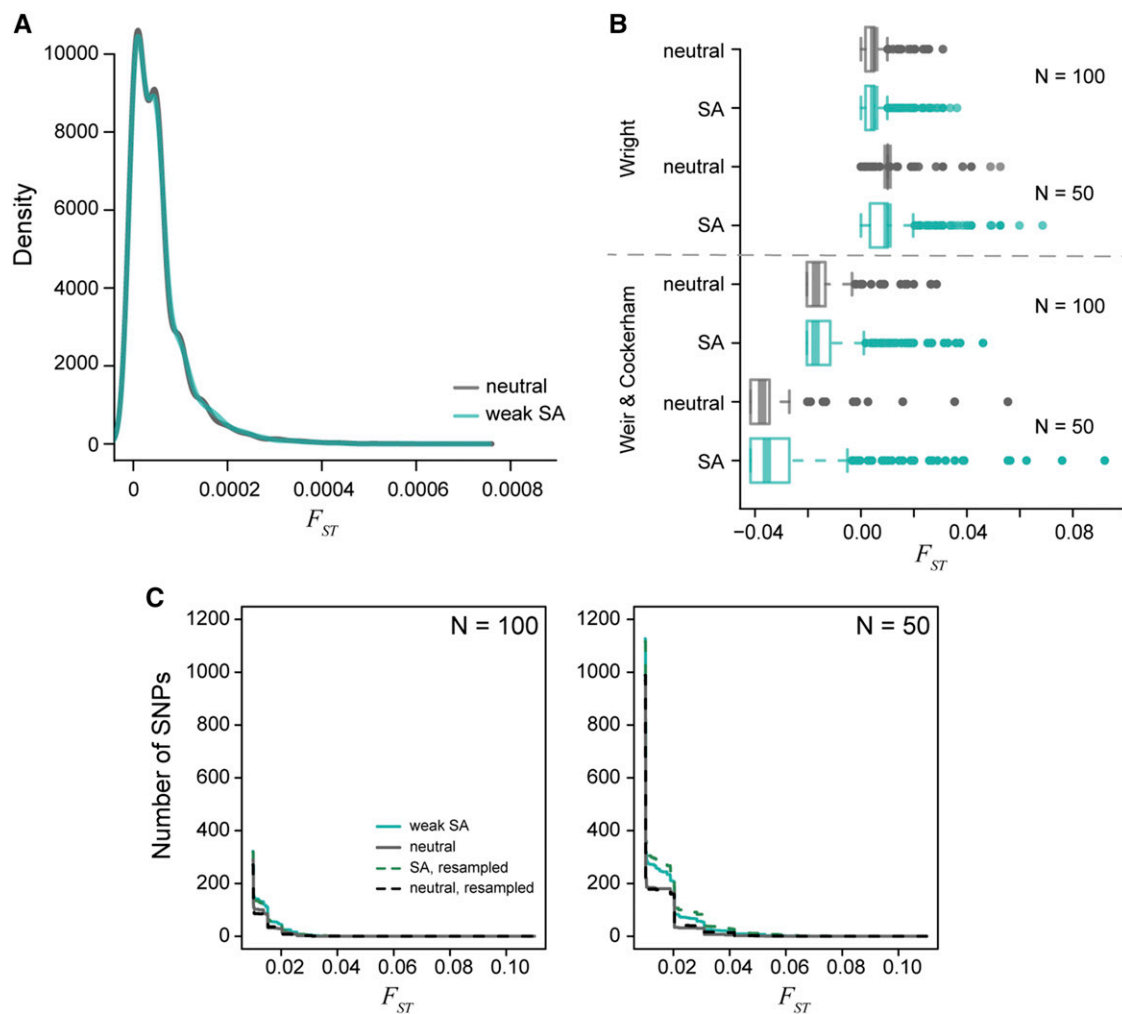 A
10000
8000
6000
4000
2000
0
Density
0
0.0002
0.0004
0.0006
0.0008
F_ST
neutral
weak SA
B
Wright
Weir & Cockerham
neutral
N = 100
SA
neutral
N = 50
SA
neutral
N = 100
SA
neutral
N = 50
SA
−0.04
0.00
0.04
0.08
F_ST
C
Number of SNPs
N = 100
1200
1000
800
600
400
200
0
weak SA
neutral
SA, resampled
neutral, resampled
0.02
0.04
0.06
0.08
0.10
F_ST
N = 50
1200
1000
800
600
400
200
0
0.02
0.04
0.06
0.08
0.10
F_ST